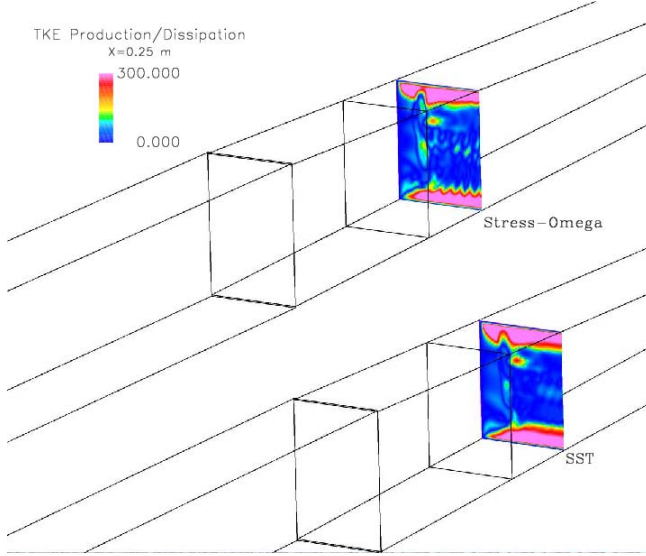 TKE Production/Dissipation
X=0.25 m
300.000
0.000
Stress-Omega
SST